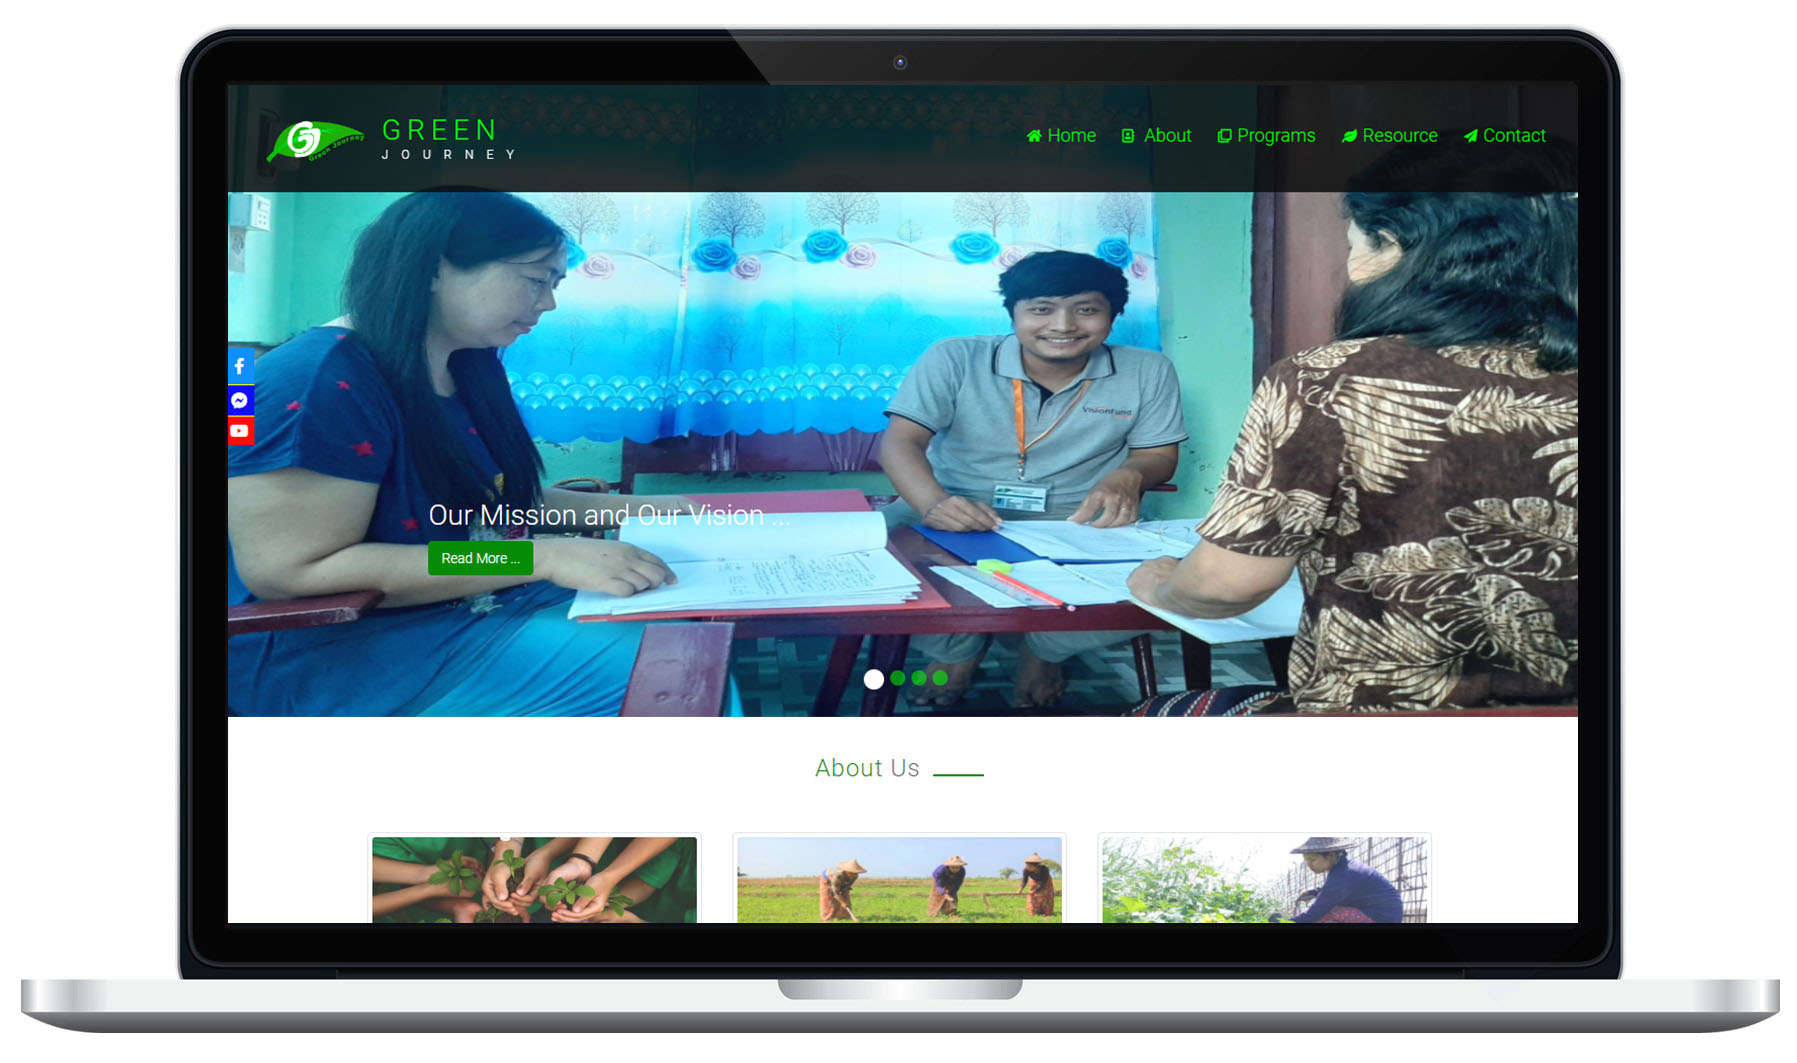 Green Journey
GREEN
JOURNEY
Home
About
Programs
Resource
Contact
VisionFund
Our Mission and Our Vision ...
Read More ...
About Us